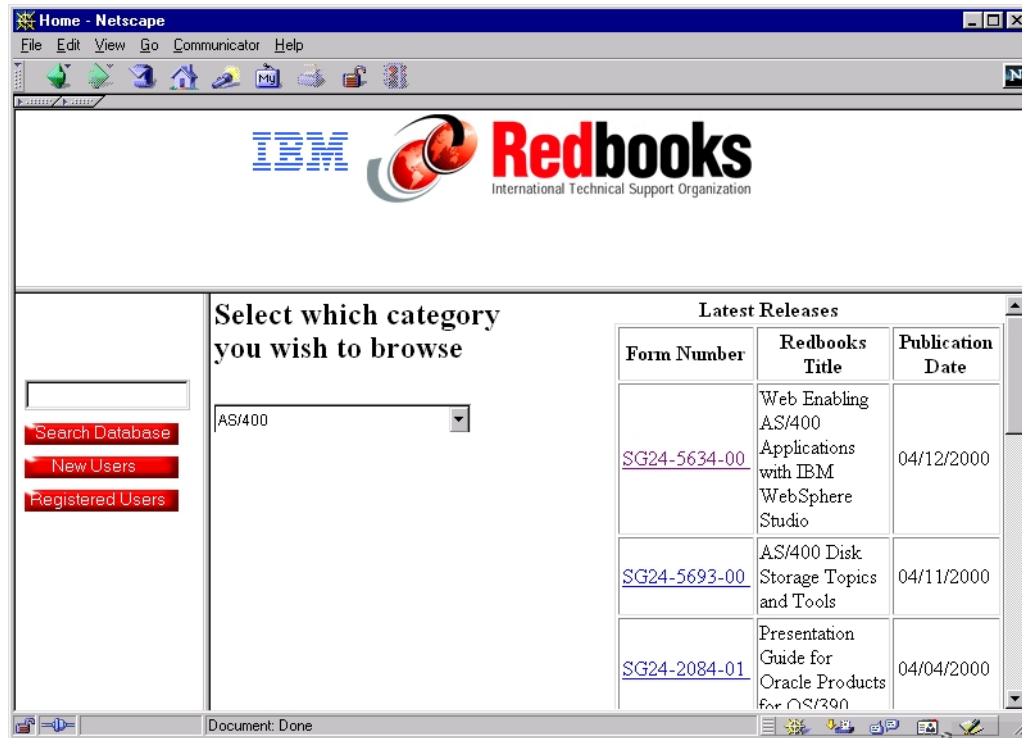 Home - Netscape
File Edit View Go Communicator Help
My
N
IBM
Redbooks
International Technical Support Organization
Search Database
New Users
Registered Users
Select which category
you wish to browse
AS/400
Latest Releases
Form Number
Redbooks
Title
Publication
Date
SG24-5634-00
Web Enabling
AS/400
Applications
with IBM
WebSphere
Studio
04/12/2000
SG24-5693-00
AS/400 Disk
Storage Topics
and Tools
04/11/2000
SG24-2084-01
Presentation
Guide for
Oracle Products
for OS/390
04/04/2000
Document: Done